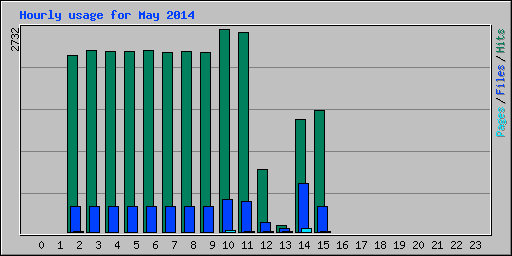 Hourly usage for May 2014
2732
Pages/Files/Hits
0 1 2 3 4 5 6 7 8 9 10 11 12 13 14 15 16 17 18 19 20 21 22 23